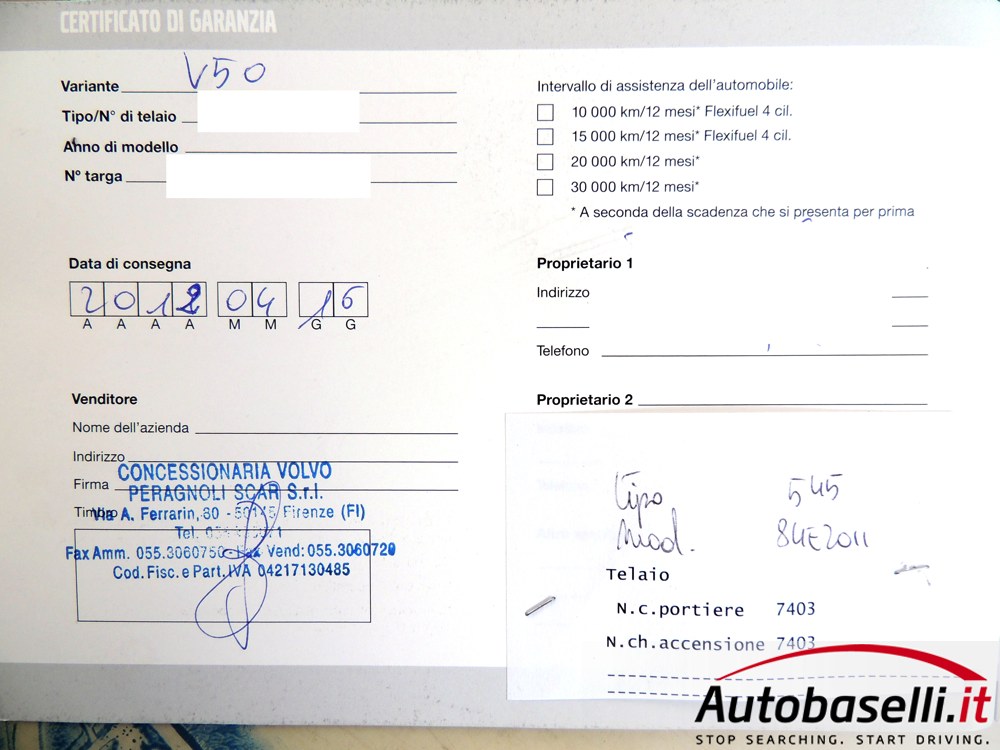 CERTIFICATO DI GARANZIA
Variante V50
Tipo/N° di telaio
Anno di modello
N° targa
Data di consegna
2012 04 16
A A A A M M G G
Venditore
Nome dell'azienda
Indirizzo
Firma
Timbro
CONCESSIONARIA VOLVO
PERAGNOLI SCAR S.r.l.
Via A. Ferrarin, 80 - 50145 Firenze (FI)
Tel.
Fax Amm. 055.3060750 - Fax Vend: 055.3060720
Cod. Fisc. e Part. IVA 04217130485
Intervallo di assistenza dell'automobile:
10 000 km/12 mesi* Flexifuel 4 cil.
15 000 km/12 mesi* Flexifuel 4 cil.
20 000 km/12 mesi*
30 000 km/12 mesi*
* A seconda della scadenza che si presenta per prima
Proprietario 1
Indirizzo
Telefono
Proprietario 2
Tipo 545
Mod. 84E2011
Telaio
N.c.portiere 7403
N.ch.accensione 7403
Autobaselli.it
STOP SEARCHING. START DRIVING.